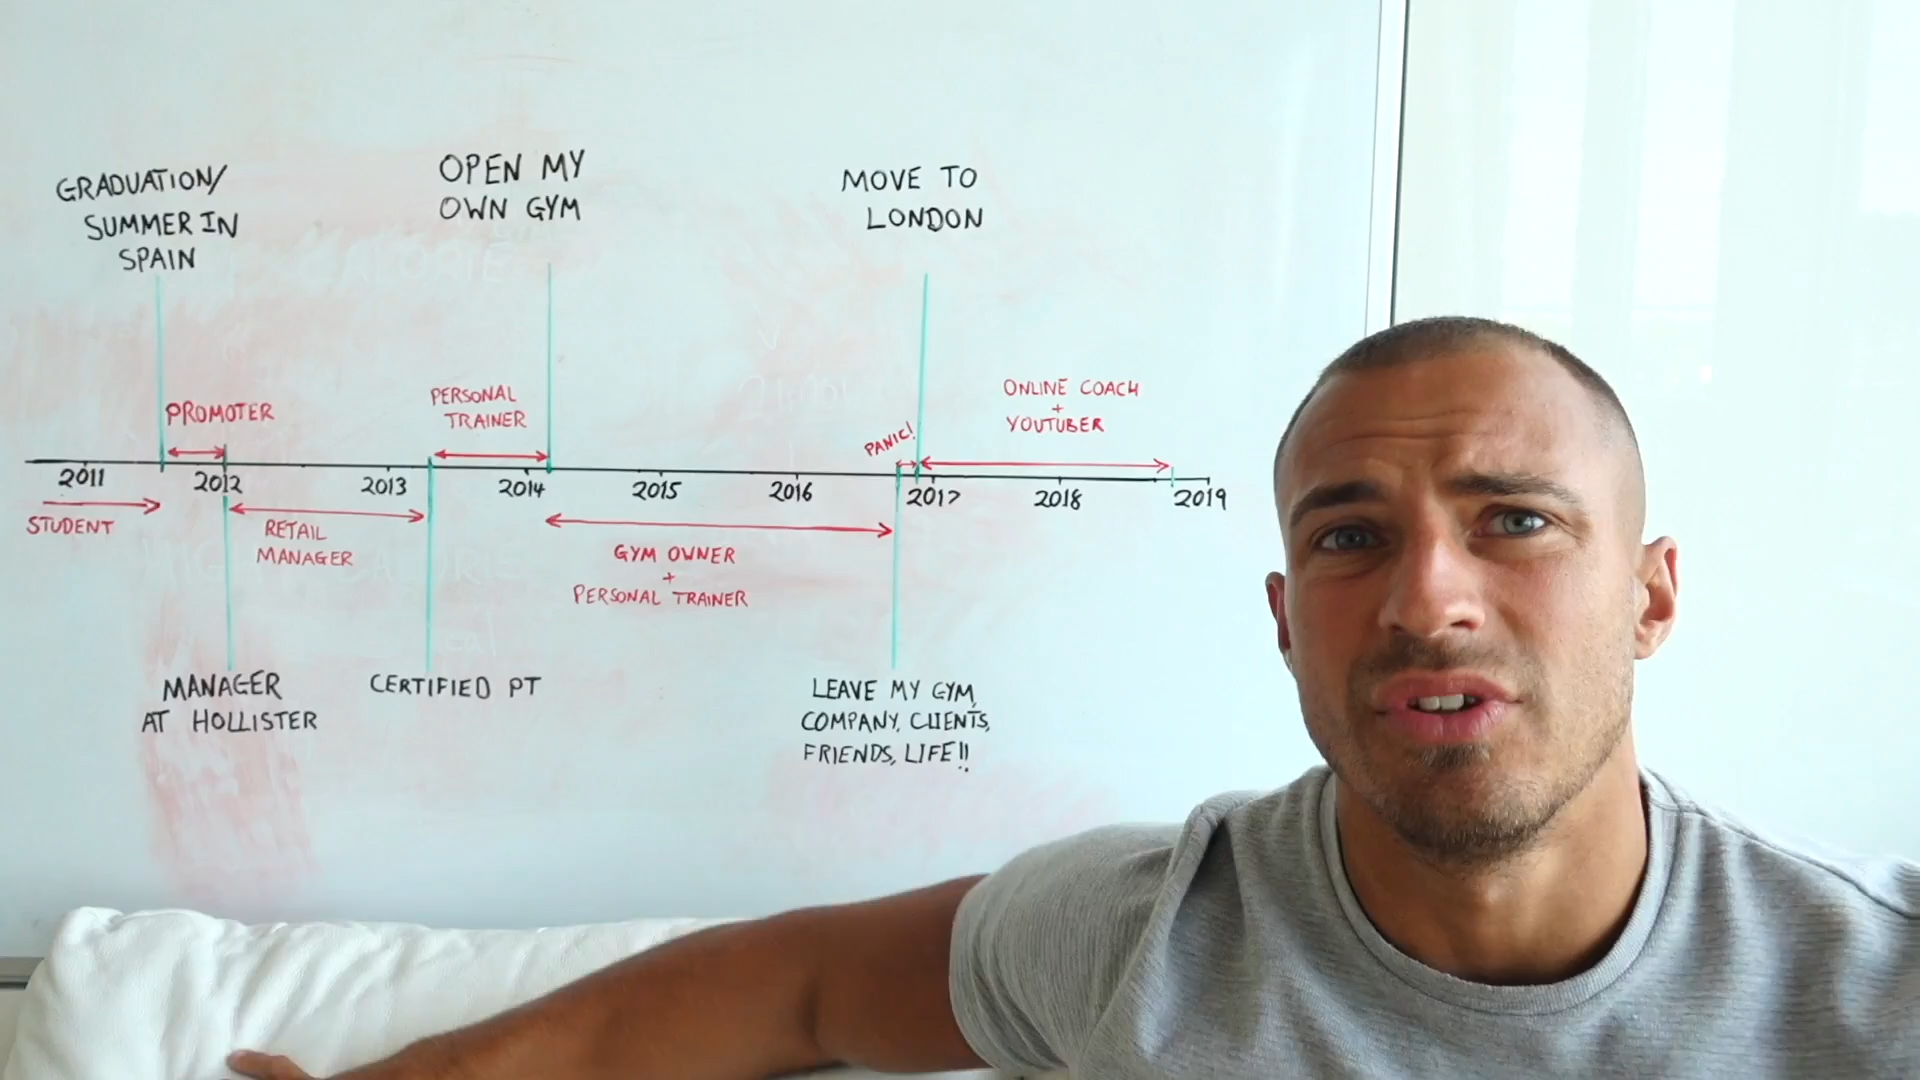 GRADUATION/
SUMMER IN
SPAIN
OPEN MY
OWN GYM
MOVE TO
LONDON
PROMOTER
PERSONAL
TRAINER
PANIC!
ONLINE COACH
+
YOUTUBER
2011
2012
2013
2014
2015
2016
2017
2018
2019
STUDENT
RETAIL
MANAGER
GYM OWNER
+
PERSONAL TRAINER
MANAGER
AT HOLLISTER
CERTIFIED PT
LEAVE MY GYM,
COMPANY, CLIENTS,
FRIENDS, LIFE!!